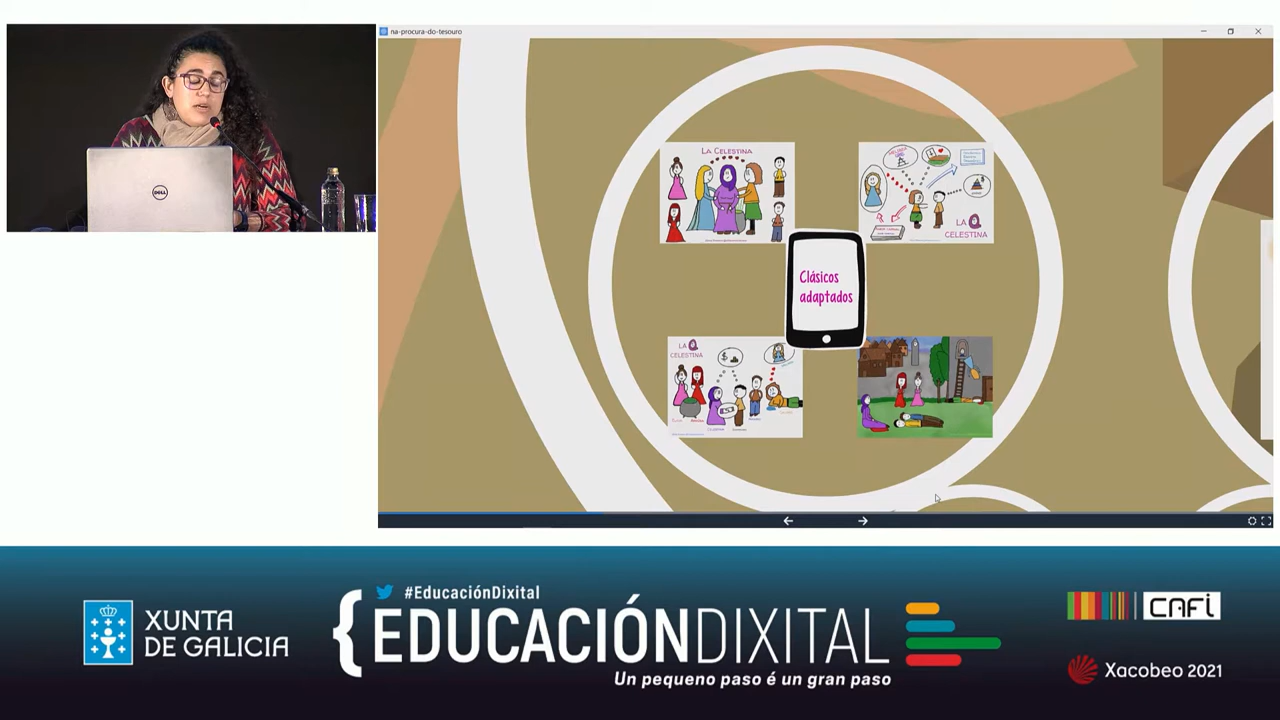 na-procura-do-tesouro
DELL
LA CELESTINA
LA
CELESTINA
Clásicos
adaptados
LA
CELESTINA
#EducaciónDixital
XUNTA
DE GALICIA
{EDUCACIÓNDIXITAL
Un pequeno paso é un gran paso
CAFi
Xacobeo 2021